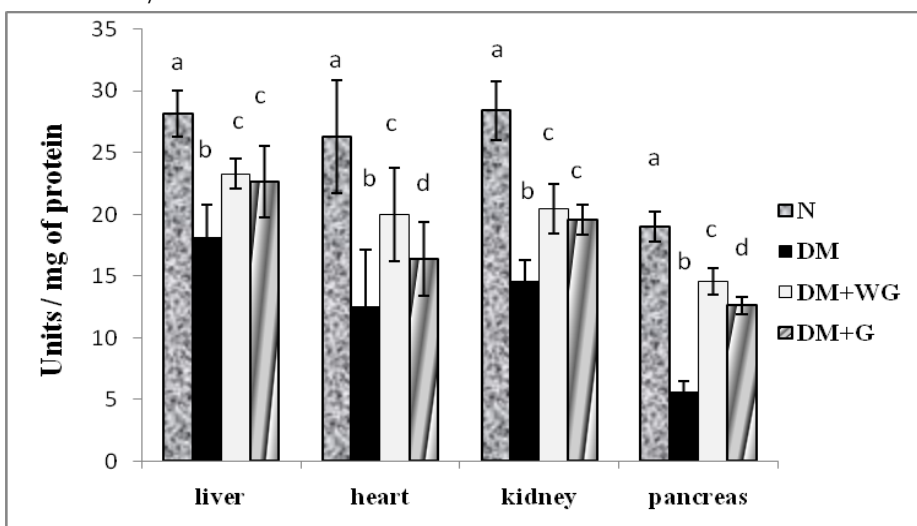 35
30
25
20
15
10
5
0
Units / mg of protein
a
b
c
c
a
b
c
d
a
b
c
c
a
b
c
d
liver heart kidney pancreas
N
DM
DM+WG
DM+G